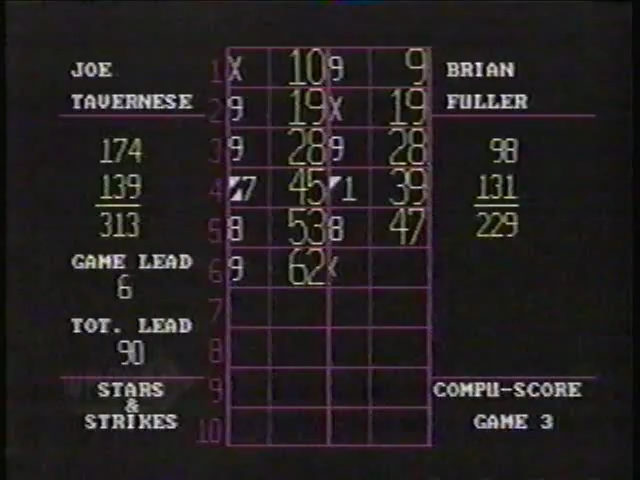 JOE
TAVERNESE
174
139
313
GAME LEAD
6
TOT. LEAD
90
STARS
&
STRIKES
1 X 10 9 9
2 9 19 X 19
3 9 28 9 28
4 7 45 1 39
5 8 53 8 47
6 9 62 X
7
8
9
10
BRIAN
FULLER
98
131
229
COMPU-SCORE
GAME 3